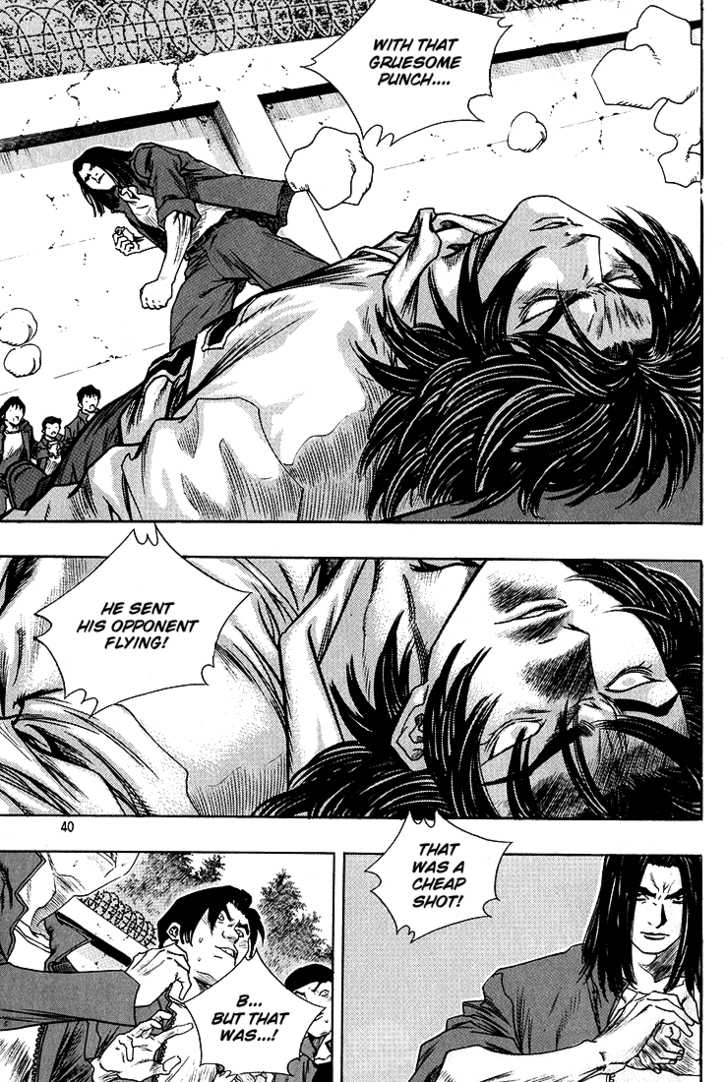 WITH THAT
GRUESOME
PUNCH....
HE SENT
HIS OPPONENT
FLYING!
40
THAT
WAS A
CHEAP
SHOT!
B...
BUT THAT
WAS...!